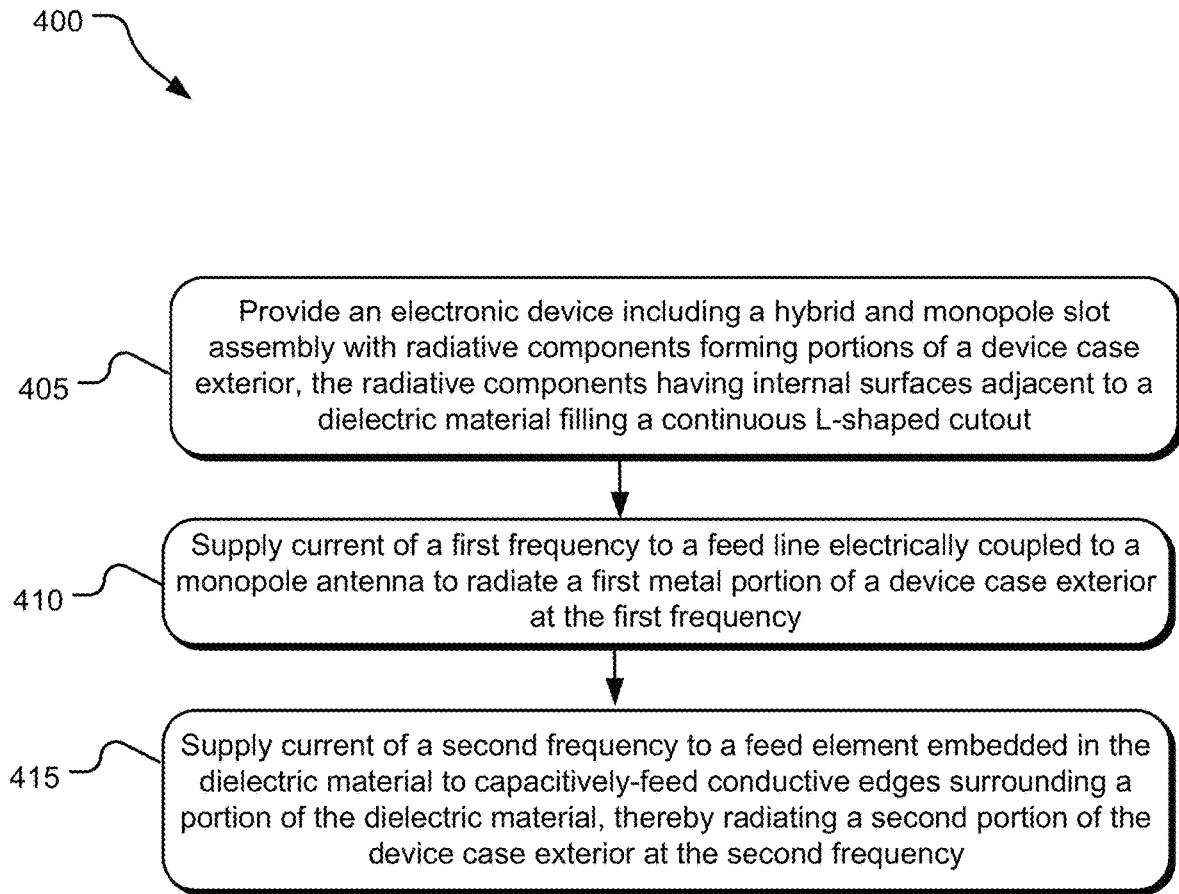 400
405
Provide an electronic device including a hybrid and monopole slot
assembly with radiative components forming portions of a device case
exterior, the radiative components having internal surfaces adjacent to a
dielectric material filling a continuous L-shaped cutout
410
Supply current of a first frequency to a feed line electrically coupled to a
monopole antenna to radiate a first metal portion of a device case exterior
at the first frequency
415
Supply current of a second frequency to a feed element embedded in the
dielectric material to capacitively-feed conductive edges surrounding a
portion of the dielectric material, thereby radiating a second portion of the
device case exterior at the second frequency